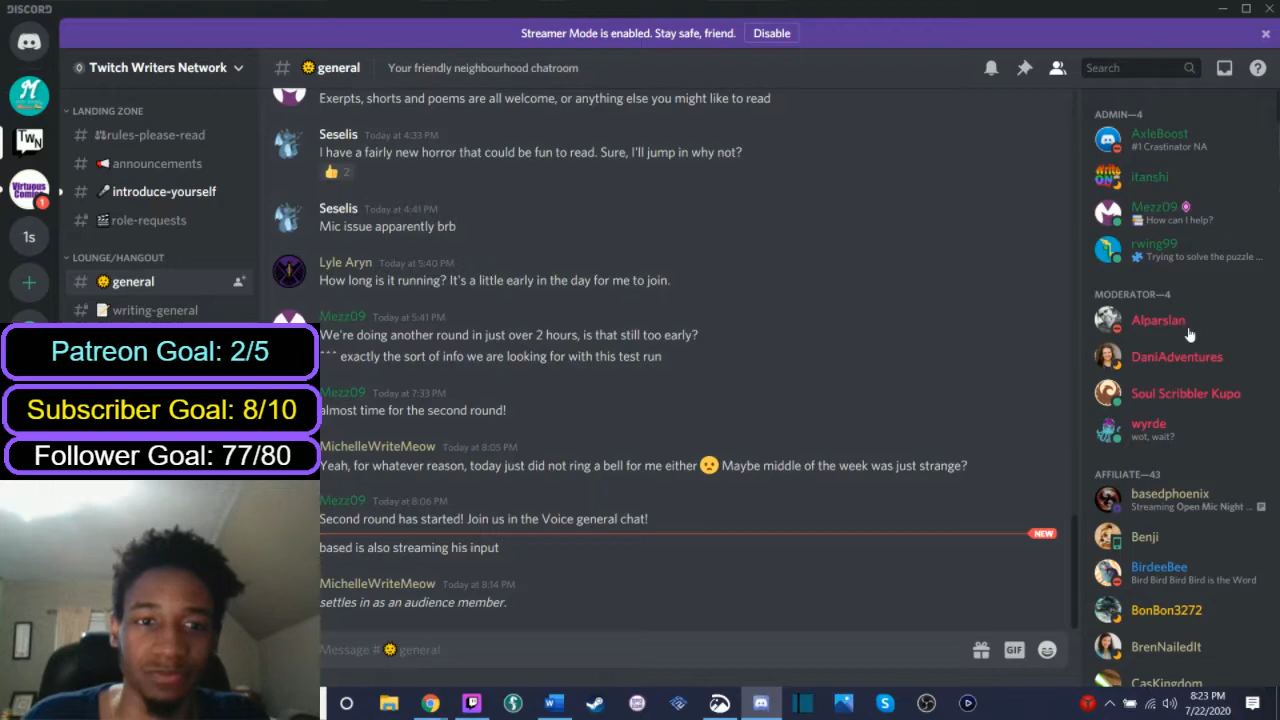 DISCORD
Streamer Mode is enabled. Stay safe, friend.
Disable
Twitch Writers Network
general
Your friendly neighbourhood chatroom
Search
LANDING ZONE
rules-please-read
announcements
introduce-yourself
role-requests
LOUNGE/HANGOUT
general
writing-general
TWN
Virtuous
Comics
1
1s
Patreon Goal: 2/5
Subscriber Goal: 8/10
Follower Goal: 77/80
Exerpts, shorts and poems are all welcome, or anything else you might like to read
Seselis Today at 4:33 PM
I have a fairly new horror that could be fun to read. Sure, I'll jump in why not?
2
Seselis Today at 4:41 PM
Mic issue apparently brb
Lyle Aryn Today at 5:40 PM
How long is it running? It's a little early in the day for me to join.
Mezz09 Today at 5:41 PM
We're doing another round in just over 2 hours, is that still too early?
^^^ exactly the sort of info we are looking for with this test run
Mezz09 Today at 7:33 PM
almost time for the second round!
MichelleWriteMeow Today at 8:05 PM
Yeah, for whatever reason, today just did not ring a bell for me either Maybe middle of the week was just strange?
Mezz09 Today at 8:06 PM
Second round has started! Join us in the Voice general chat!
NEW
based is also streaming his input
MichelleWriteMeow Today at 8:14 PM
settles in as an audience member.
Message # general
GIF
ADMIN—4
AxleBoost
#1 Crastinator NA
itanshi
Mezz09
How can I help?
rwing99
Trying to solve the puzzle ...
MODERATOR—4
Alparslan
DaniAdventures
Soul Scribbler Kupo
wyrde
wot, wait?
AFFILIATE—43
basedphoenix
Streaming Open Mic Night ...
Benji
BirdeeBee
Bird Bird Bird Bird is the Word
BonBon3272
BrenNailedIt
CasKingdom
8:23 PM
7/22/2020